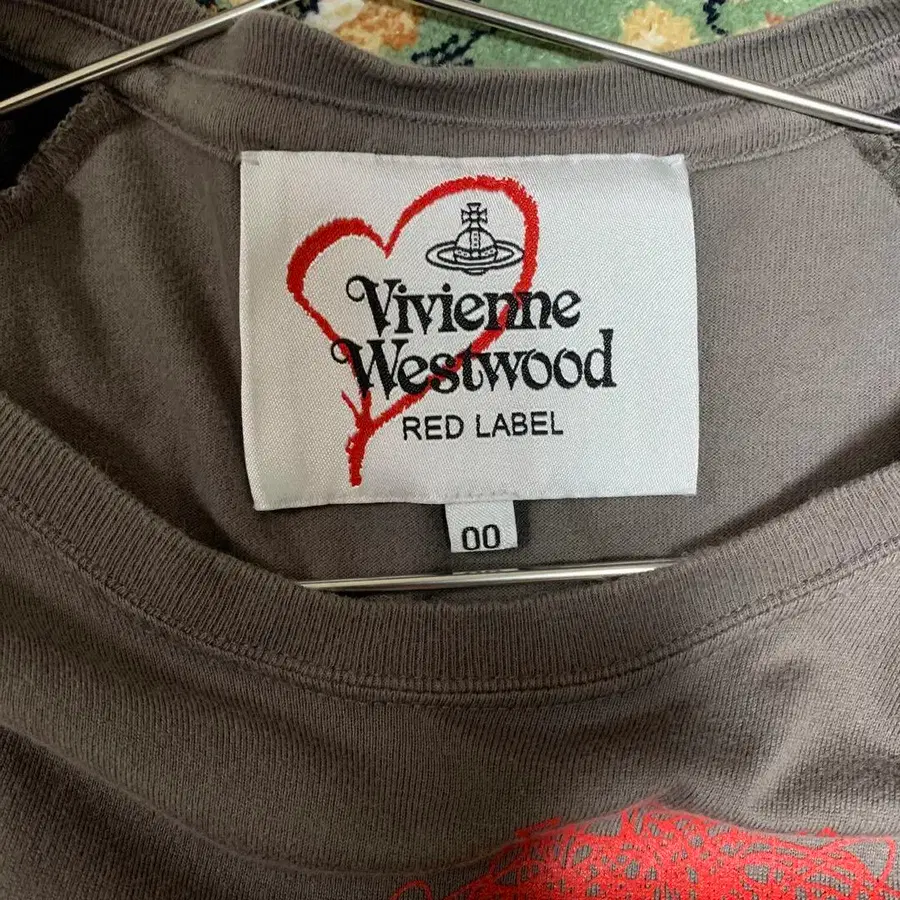 Vivienne
Westwood
RED LABEL
00